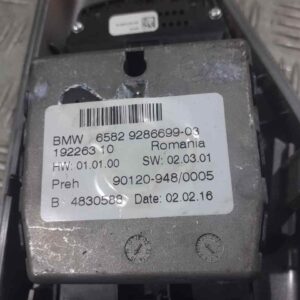 BMW 6582 9286699-03
192263 10 Romania
HW: 01.01.00 SW: 02.03.01
Preh 90120-948/0005
B 4830588 Date: 02.02.16